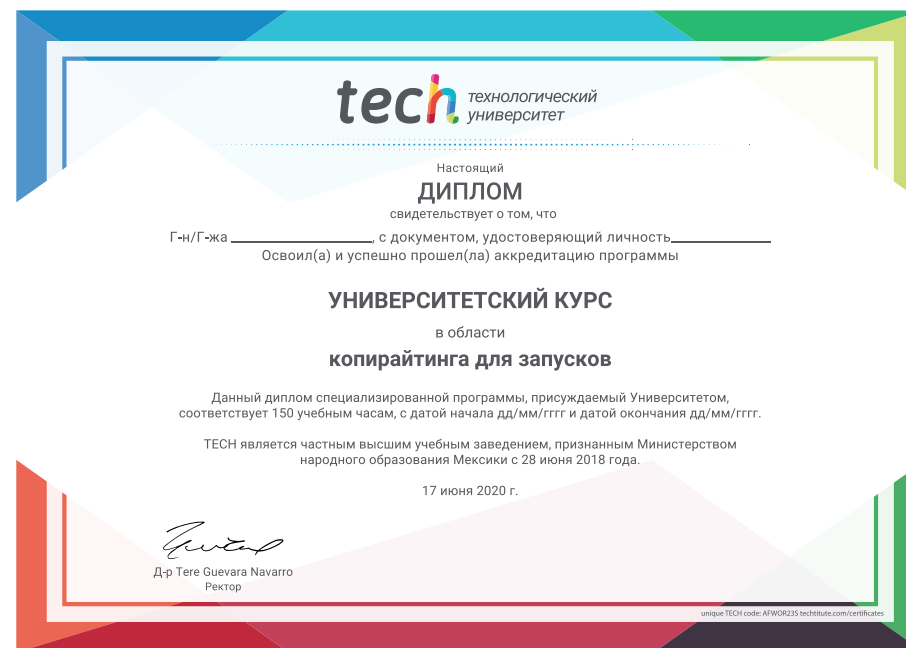 tech технологический
университет
Настоящий
ДИПЛОМ
свидетельствует о том, что
Г-н/Г-жа , с документом, удостоверяющий личность
Освоил(а) и успешно прошел(ла) аккредитацию программы
УНИВЕРСИТЕТСКИЙ КУРС
в области
копирайтинга для запусков
Данный диплом специализированной программы, присуждаемый Университетом,
соответствует 150 учебным часам, с датой начала дд/мм/гггг и датой окончания дд/мм/гггг.
TECH является частным высшим учебным заведением, признанным Министерством
народного образования Мексики с 28 июня 2018 года.
17 июня 2020 г.
Д-р Tere Guevara Navarro
Ректор
unique TECH code: AFWOR23S techtitute.com/certificates